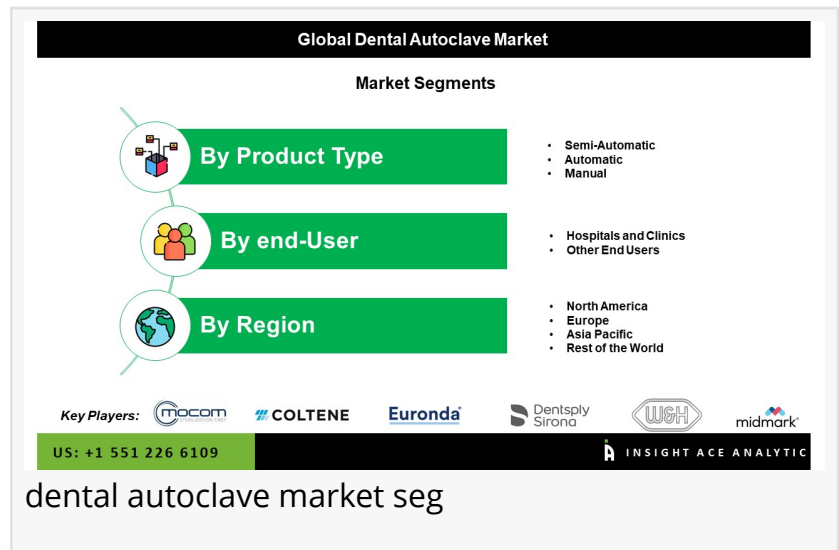 Global Dental Autoclave Market
Market Segments
By Product Type
• Semi-Automatic
• Automatic
• Manual
By end-User
• Hospitals and Clinics
• Other End Users
By Region
• North America
• Europe
• Asia Pacific
• Rest of the World
Key Players: mocom COLTENE Euronda Dentsply Sirona W&H midmark
US: +1 551 226 6109
INSIGHT ACE ANALYTIC
dental autoclave market seg